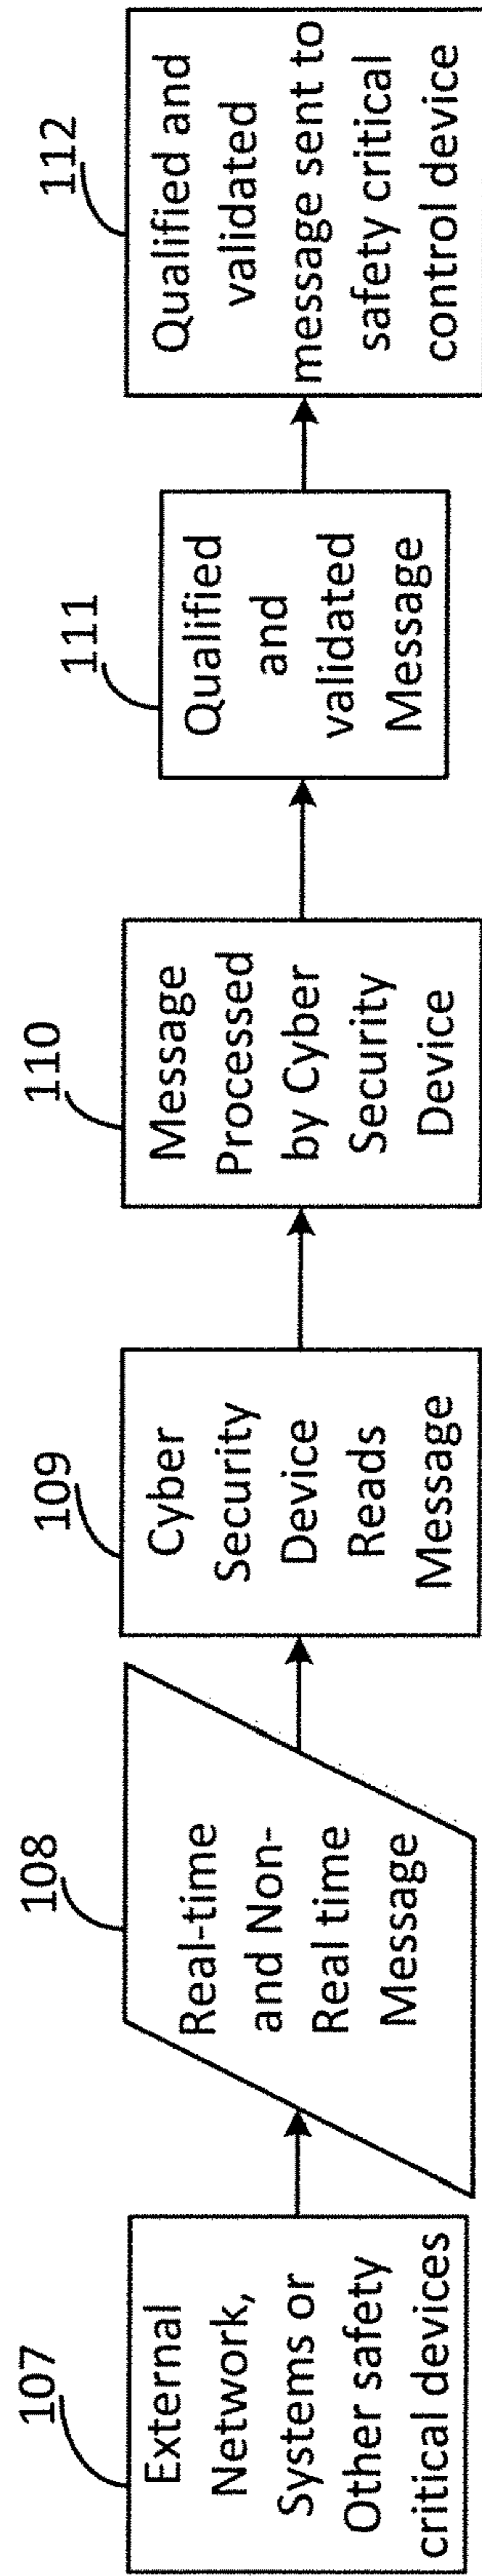 107
External
Network,
Systems or
Other safety
critical devices
108
Real-time
and Non-
Real time
Message
109
Cyber
Security
Device
Reads
Message
110
Message
Processed
by Cyber
Security
Device
111
Qualified
and
validated
Message
112
Qualified and
validated
message sent to
safety critical
control device